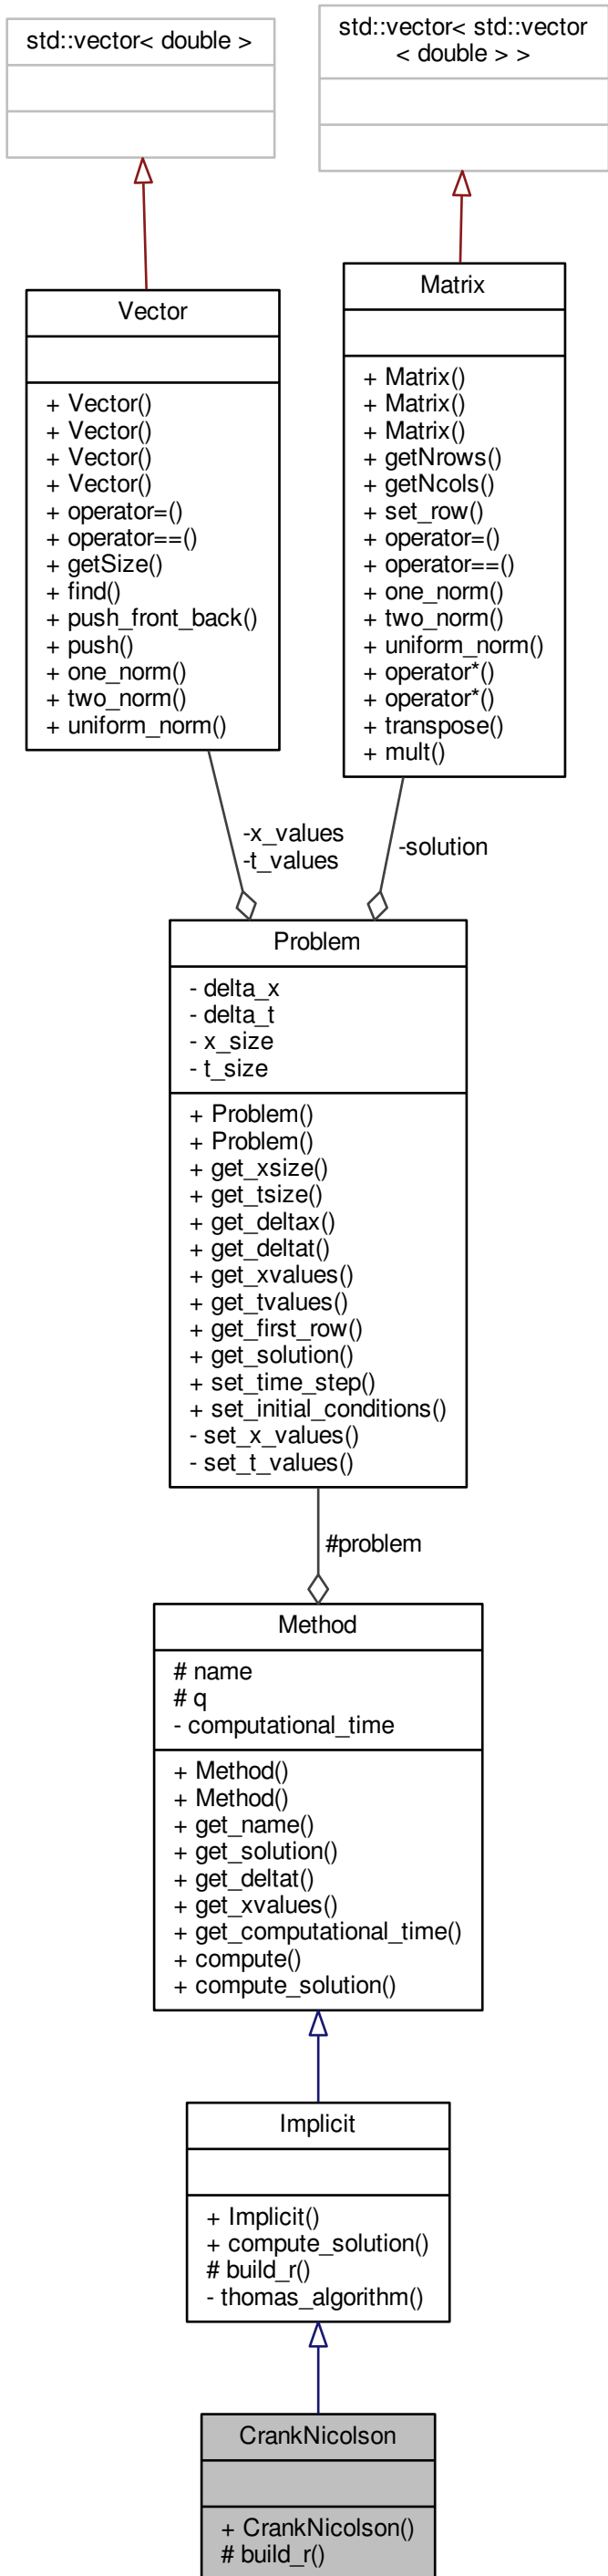 std::vector< double >
std::vector< std::vector
< double > >
Vector
+ Vector()
+ Vector()
+ Vector()
+ Vector()
+ operator=()
+ operator==()
+ getSize()
+ find()
+ push_front_back()
+ push()
+ one_norm()
+ two_norm()
+ uniform_norm()
Matrix
+ Matrix()
+ Matrix()
+ Matrix()
+ getNrows()
+ getNcols()
+ set_row()
+ operator=()
+ operator==()
+ one_norm()
+ two_norm()
+ uniform_norm()
+ operator*()
+ operator*()
+ transpose()
+ mult()
-x_values
-t_values
-solution
Problem
- delta_x
- delta_t
- x_size
- t_size
+ Problem()
+ Problem()
+ get_xsize()
+ get_tsize()
+ get_deltax()
+ get_deltat()
+ get_xvalues()
+ get_tvalues()
+ get_first_row()
+ get_solution()
+ set_time_step()
+ set_initial_conditions()
- set_x_values()
- set_t_values()
#problem
Method
# name
# q
- computational_time
+ Method()
+ Method()
+ get_name()
+ get_solution()
+ get_deltat()
+ get_xvalues()
+ get_computational_time()
+ compute()
+ compute_solution()
Implicit
+ Implicit()
+ compute_solution()
# build_r()
- thomas_algorithm()
CrankNicolson
+ CrankNicolson()
# build_r()